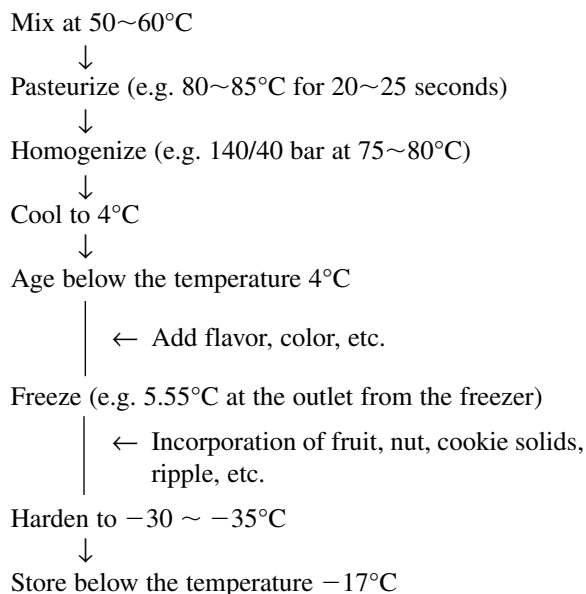 Mix at 50~60°C
↓
Pasteurize (e.g. 80~85°C for 20~25 seconds)
↓
Homogenize (e.g. 140/40 bar at 75~80°C)
↓
Cool to 4°C
↓
Age below the temperature 4°C
← Add flavor, color, etc.
Freeze (e.g. 5.55°C at the outlet from the freezer)
← Incorporation of fruit, nut, cookie solids,
ripple, etc.
Harden to −30 ~ −35°C
↓
Store below the temperature −17°C